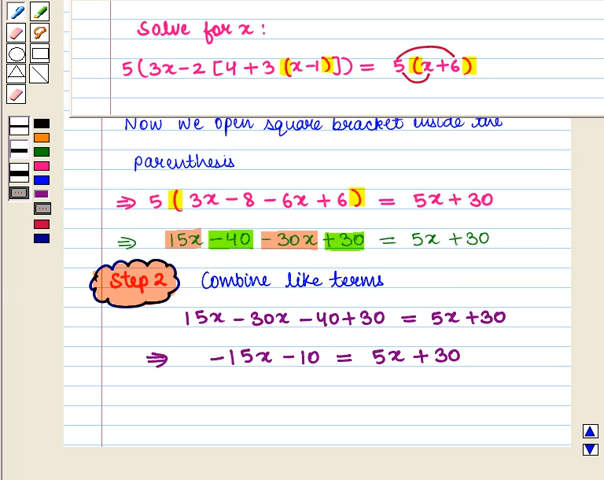 Solve for x :
5(3x-2[4+3(x-1)]) = 5(x+6)
Now we open square bracket inside the
parenthesis
⇒ 5(3x-8-6x+6) = 5x+30
⇒ 15x-40-30x+30 = 5x+30
Step 2 Combine like terms
15x-30x-40+30 = 5x+30
⇒ -15x-10 = 5x+30